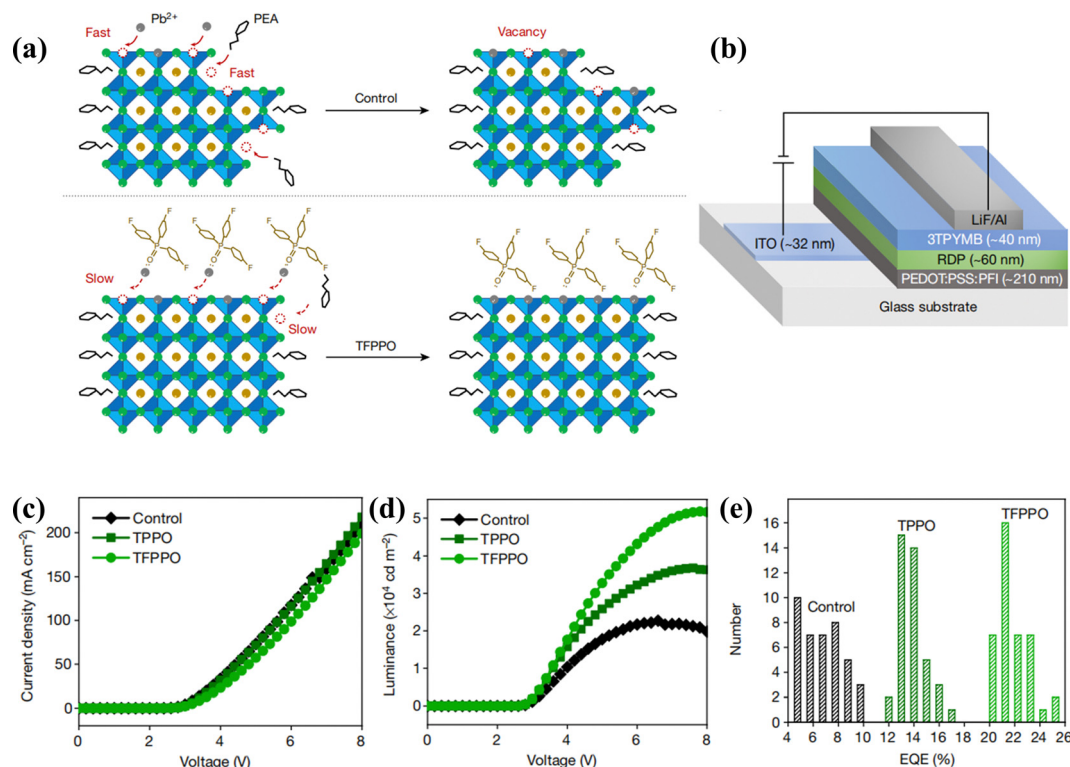 (a)
Fast
Pb²⁺
PEA
Fast
Control
Vacancy
F
F
F
P
O
F
F
F
P
O
F
F
F
P
O
Slow
Slow
TFPPO
F
F
F
P
O
F
F
F
P
O
F
F
F
P
O
(b)
LiF/Al
ITO (~32 nm)
3TPYMB (~40 nm)
RDP (~60 nm)
PEDOT:PSS:PFI (~210 nm)
Glass substrate
(c)
Current density (mA cm⁻²)
200
150
100
50
0
Control
TPPO
TFPPO
0 2 4 6 8
Voltage (V)
(d)
Luminance (×10⁴ cd m⁻²)
5
4
3
2
1
0
Control
TPPO
TFPPO
0 2 4 6 8
Voltage (V)
(e)
Number
16
14
12
10
8
6
4
2
0
Control
TPPO
TFPPO
4 6 8 10 12 14 16 18 20 22 24 26
EQE (%)